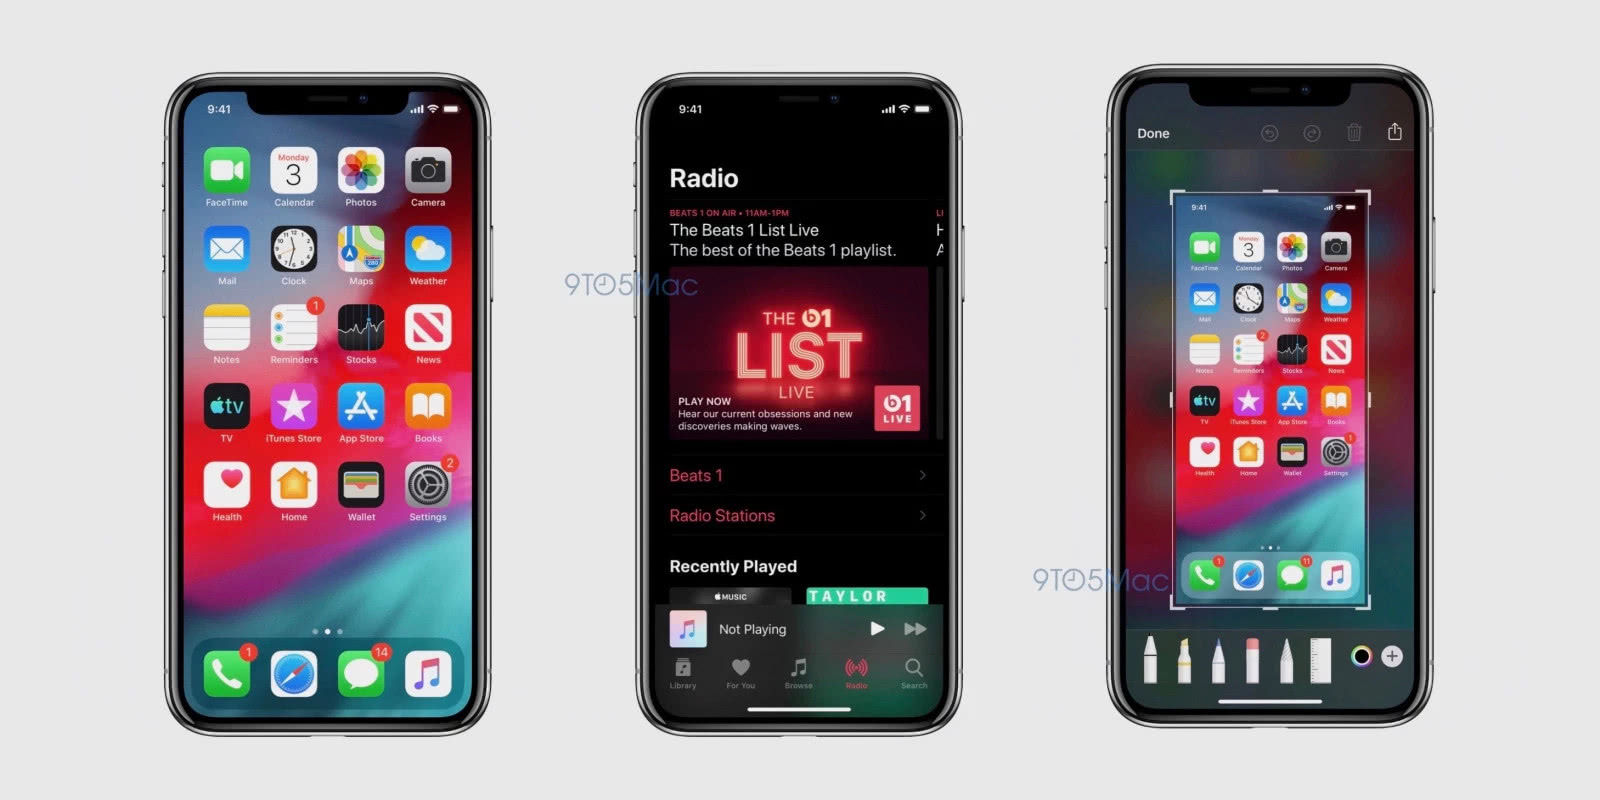 9:41
Monday
3
FaceTime
Calendar
Photos
Camera
280
Mail
Clock
Maps
Weather
1
Notes
Reminders
Stocks
News
tv
TV
iTunes Store
App Store
Books
2
Health
Home
Wallet
Settings
1
14
9TO5Mac
9:41
Radio
BEATS 1 ON AIR • 11AM-1PM
The Beats 1 List Live
The best of the Beats 1 playlist.
THE b1
LIST
LIVE
PLAY NOW
Hear our current obsessions and new
discoveries making waves.
b1
LIVE
Beats 1
Radio Stations
Recently Played
MUSIC
TAYLOR
Not Playing
Library
For You
Browse
Radio
Search
9TO5Mac
Done
9:41
Monday
3
FaceTime
Calendar
Photos
Camera
Mail
Clock
Maps
Weather
2
Notes
Reminders
Stocks
News
tv
TV
iTunes Store
App Store
Books
1
Health
Home
Wallet
Settings
1
11